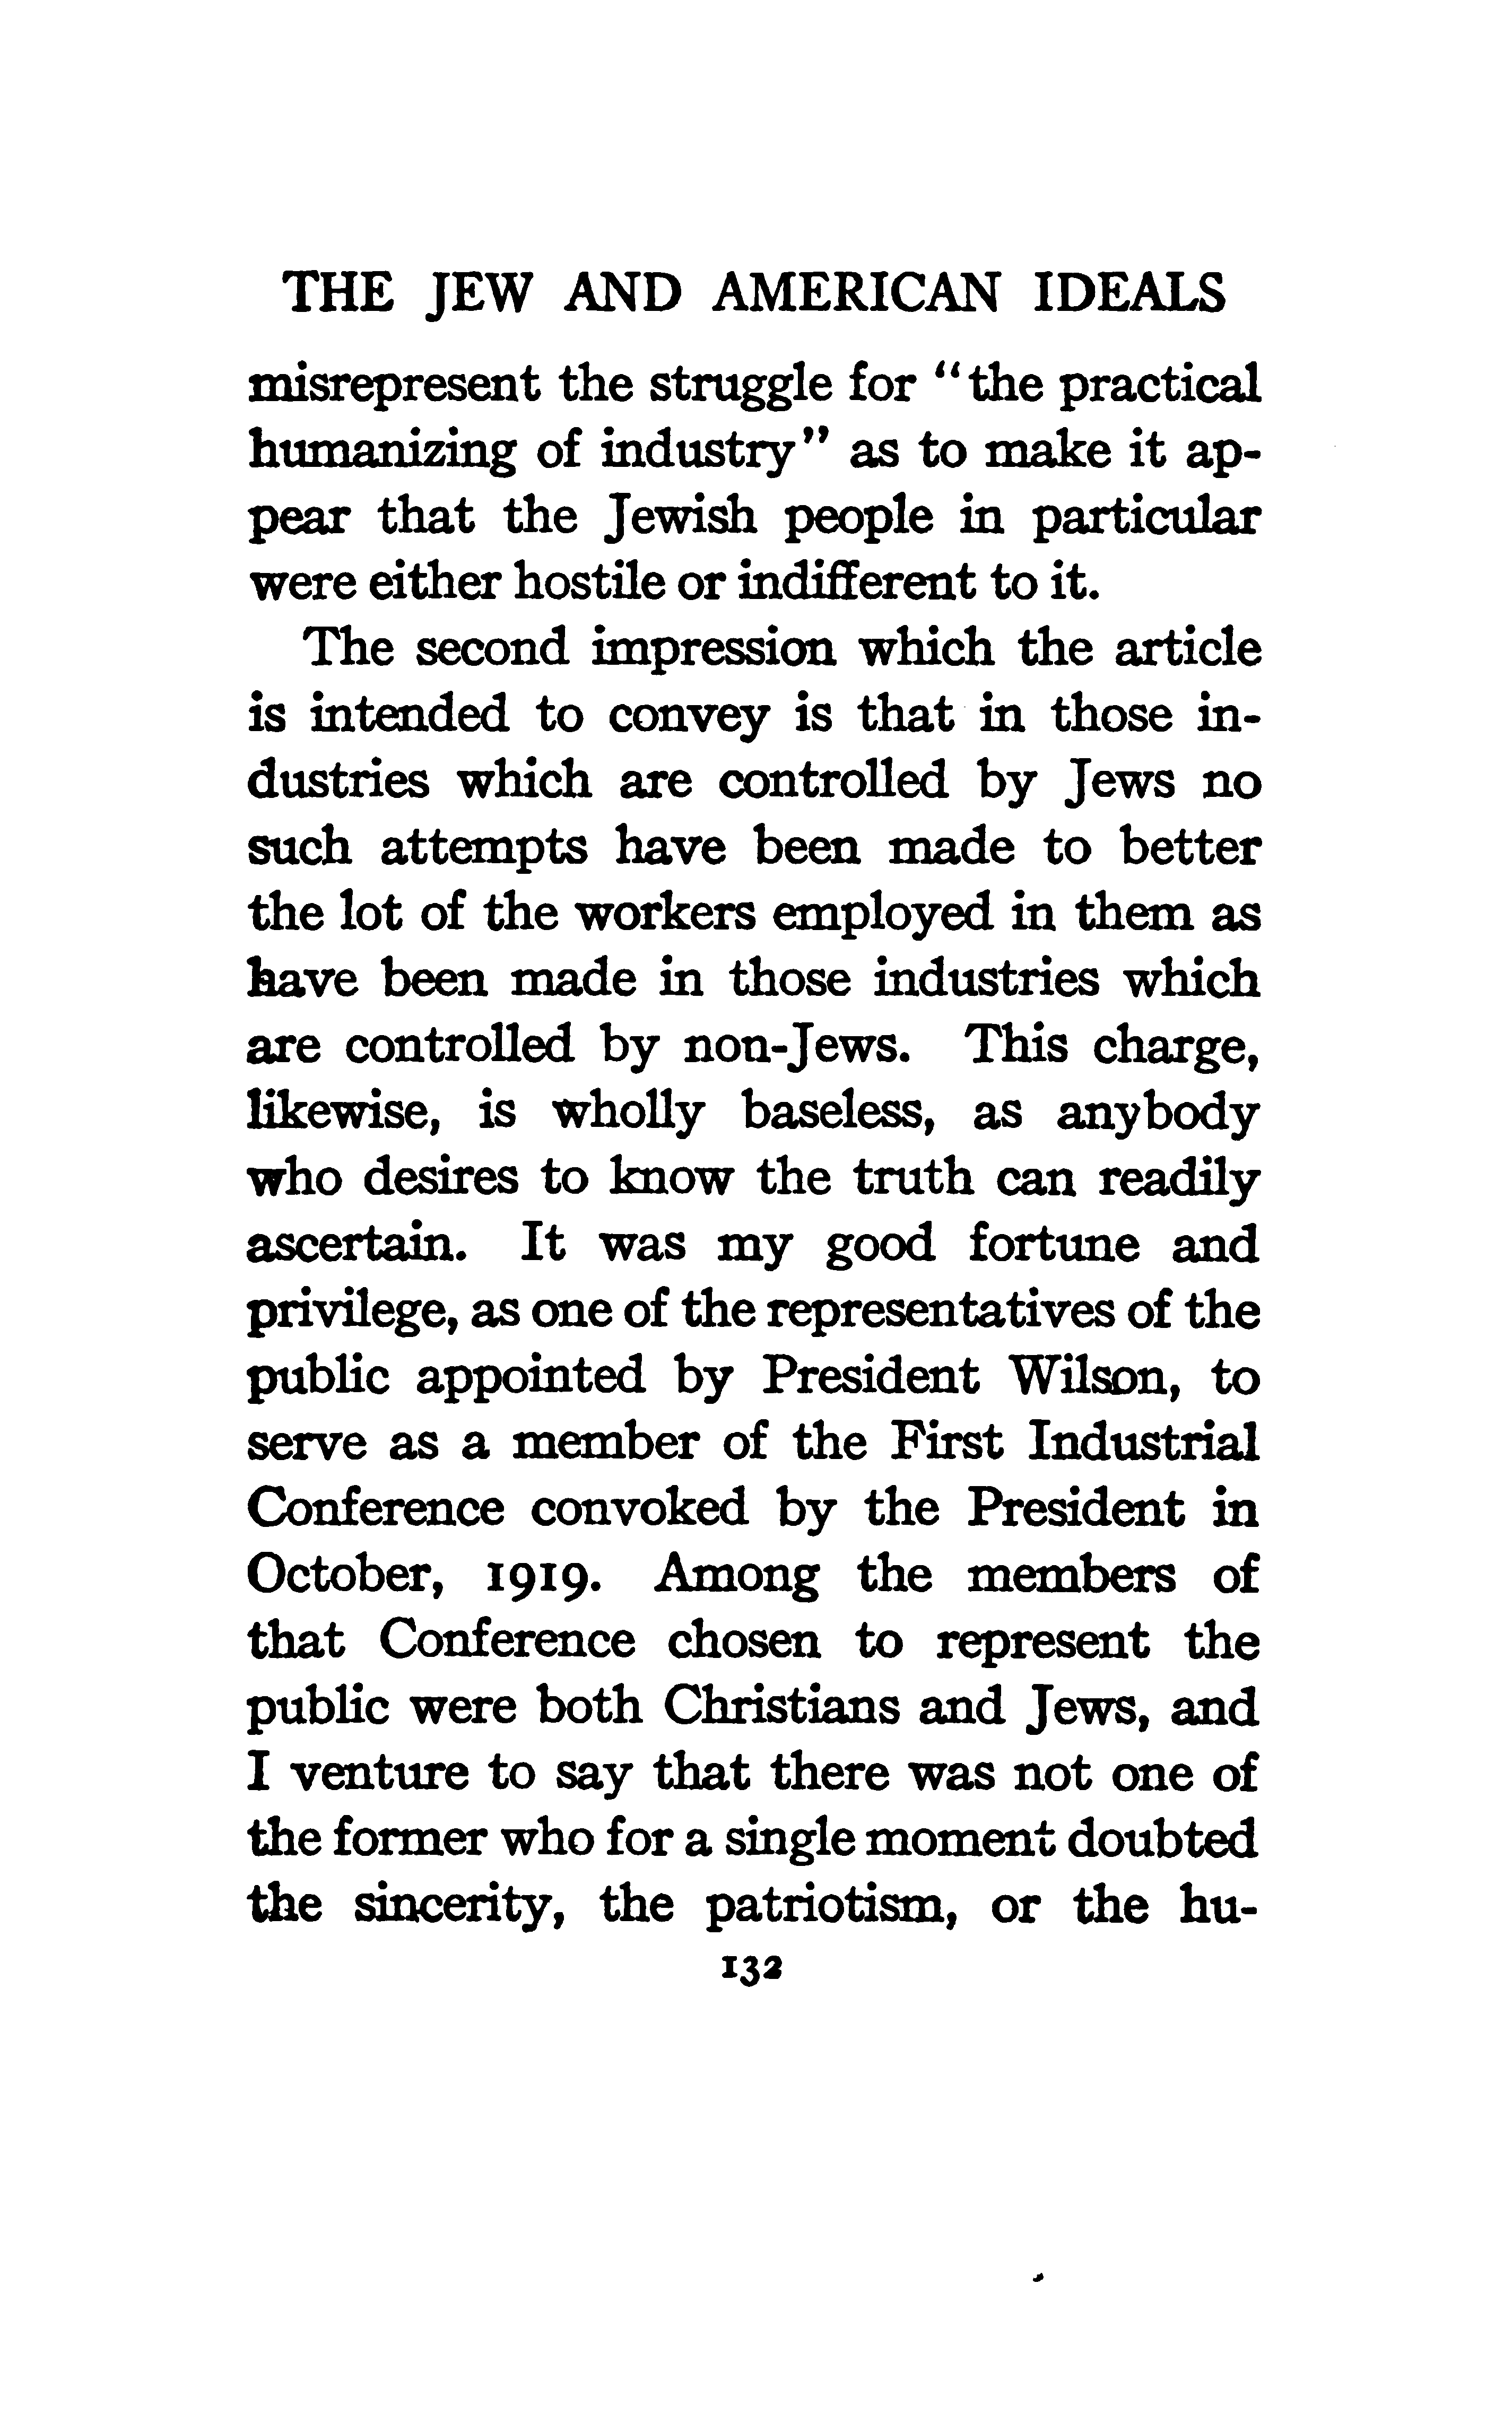 THE JEW AND AMERICAN IDEALS
misrepresent the struggle for "the practical
humanizing of industry" as to make it ap-
pear that the Jewish people in particular
were either hostile or indifferent to it.
The second impression which the article
is intended to convey is that in those in-
dustries which are controlled by Jews no
such attempts have been made to better
the lot of the workers employed in them as
have been made in those industries which
are controlled by non-Jews. This charge,
likewise, is wholly baseless, as anybody
who desires to know the truth can readily
ascertain. It was my good fortune and
privilege, as one of the representatives of the
public appointed by President Wilson, to
serve as a member of the First Industrial
Conference convoked by the President in
October, 1919. Among the members of
that Conference chosen to represent the
public were both Christians and Jews, and
I venture to say that there was not one of
the former who for a single moment doubted
the sincerity, the patriotism, or the hu-
132